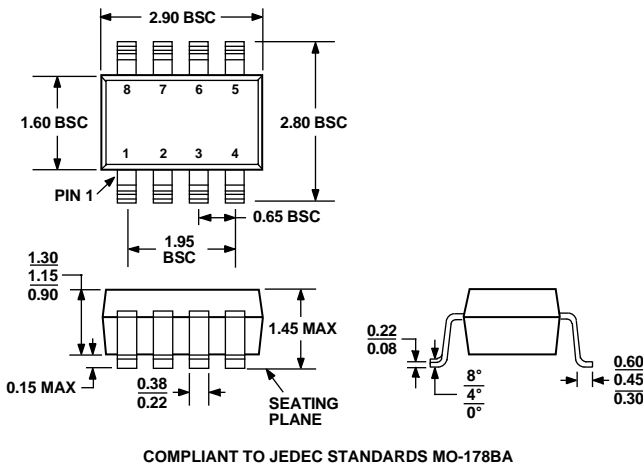 2.90 BSC
8 7 6 5
1.60 BSC
2.80 BSC
1 2 3 4
PIN 1
0.65 BSC
1.95
BSC
1.30
1.15
0.90
1.45 MAX
0.15 MAX
0.38
0.22
SEATING
PLANE
0.22
0.08
8°
4°
0°
0.60
0.45
0.30
COMPLIANT TO JEDEC STANDARDS MO-178BA